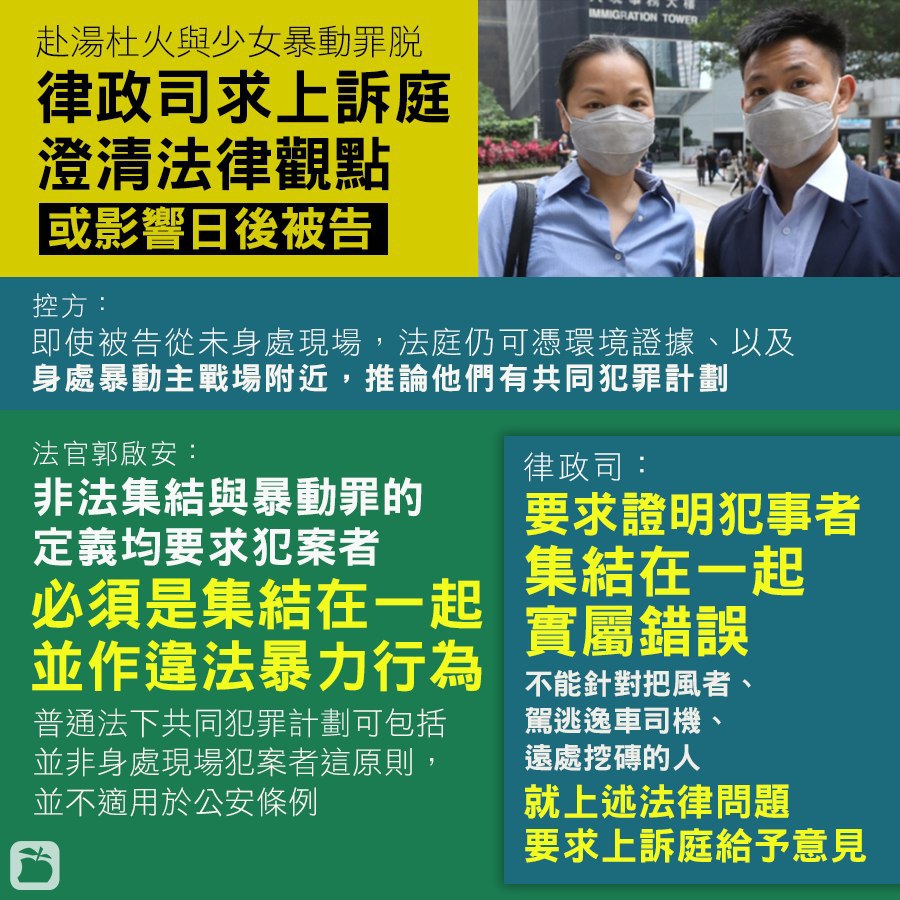 IMMIGRATION TOWER
赴湯杜火與少女暴動罪脱
律政司求上訴庭
澄清法律觀點
或影響日後被告
控方：
即使被告從未身處現場，法庭仍可憑環境證據、以及
身處暴動主戰場附近，推論他們有共同犯罪計劃
法官郭啟安：
非法集結與暴動罪的
定義均要求犯案者
必須是集結在一起
並作違法暴力行為
普通法下共同犯罪計劃可包括
並非身處現場犯案者這原則，
並不適用於公安條例
律政司：
要求證明犯事者
集結在一起
實屬錯誤
不能針對把風者、
駕逃逸車司機、
遠處挖磚的人
就上述法律問題
要求上訴庭給予意見